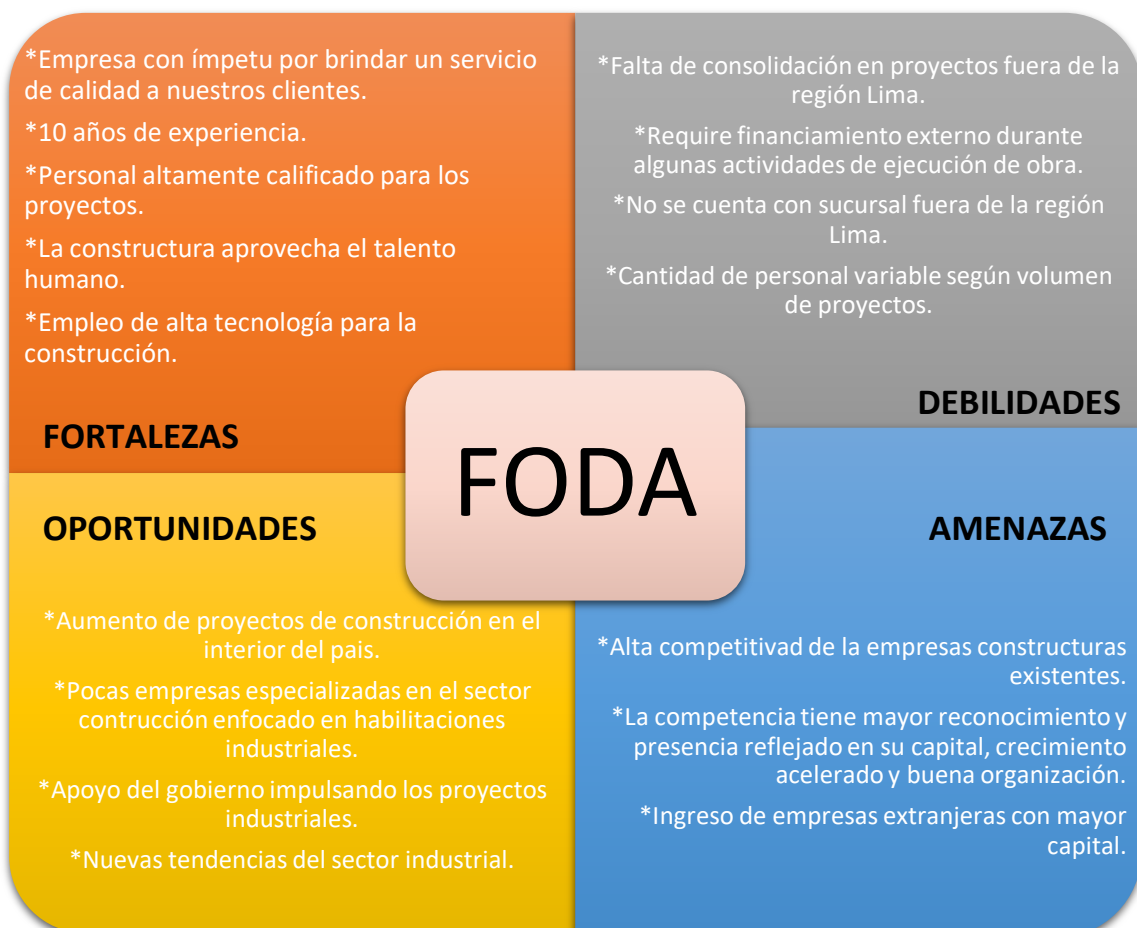 *Empresa con ímpetu por brindar un servicio
de calidad a nuestros clientes.
*10 años de experiencia.
*Personal altamente calificado para los
proyectos.
*La constructura aprovecha el talento
humano.
*Empleo de alta tecnología para la
construcción.
FORTALEZAS
*Falta de consolidación en proyectos fuera de la
región Lima.
*Require financiamiento externo durante
algunas actividades de ejecución de obra.
*No se cuenta con sucursal fuera de la región
Lima.
*Cantidad de personal variable según volumen
de proyectos.
DEBILIDADES
FODA
OPORTUNIDADES
*Aumento de proyectos de construcción en el
interior del pais.
*Pocas empresas especializadas en el sector
contrucción enfocado en habilitaciones
industriales.
*Apoyo del gobierno impulsando los proyectos
industriales.
*Nuevas tendencias del sector industrial.
AMENAZAS
*Alta competitivad de la empresas constructuras
existentes.
*La competencia tiene mayor reconocimiento y
presencia reflejado en su capital, crecimiento
acelerado y buena organización.
*Ingreso de empresas extranjeras con mayor
capital.